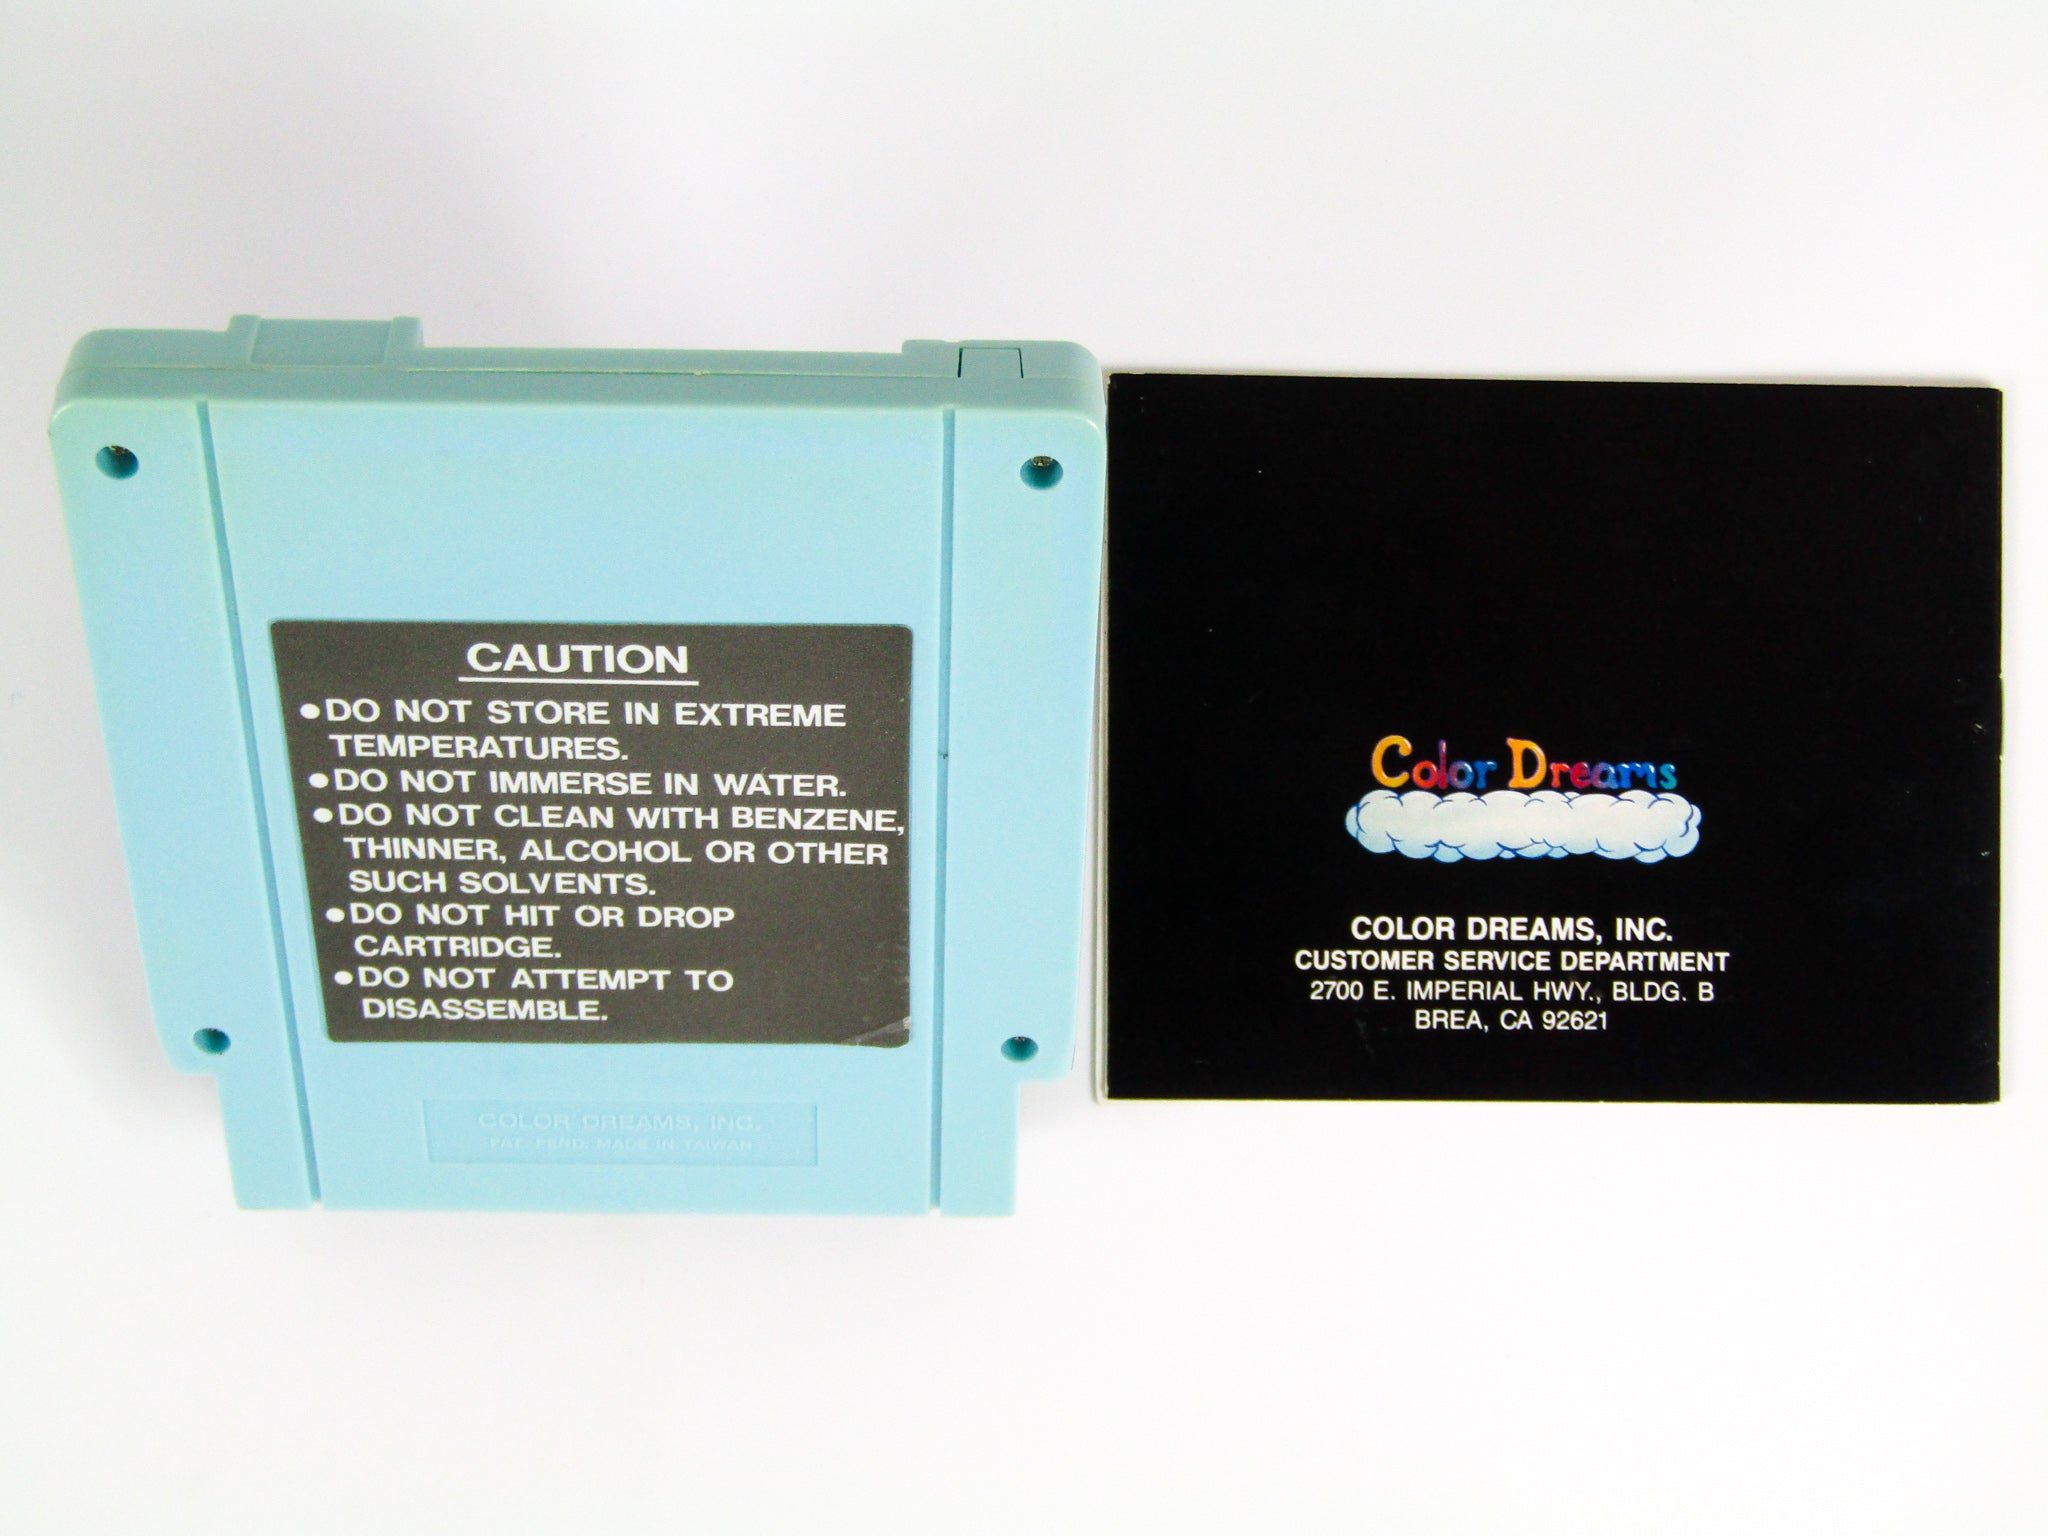 CAUTION
●DO NOT STORE IN EXTREME
TEMPERATURES.
●DO NOT IMMERSE IN WATER.
●DO NOT CLEAN WITH BENZENE,
THINNER, ALCOHOL OR OTHER
SUCH SOLVENTS.
●DO NOT HIT OR DROP
CARTRIDGE.
●DO NOT ATTEMPT TO
DISASSEMBLE.
COLOR DREAMS, INC.
PAT. PEND. MADE IN TAIWAN
Color Dreams
COLOR DREAMS, INC.
CUSTOMER SERVICE DEPARTMENT
2700 E. IMPERIAL HWY., BLDG. B
BREA, CA 92621